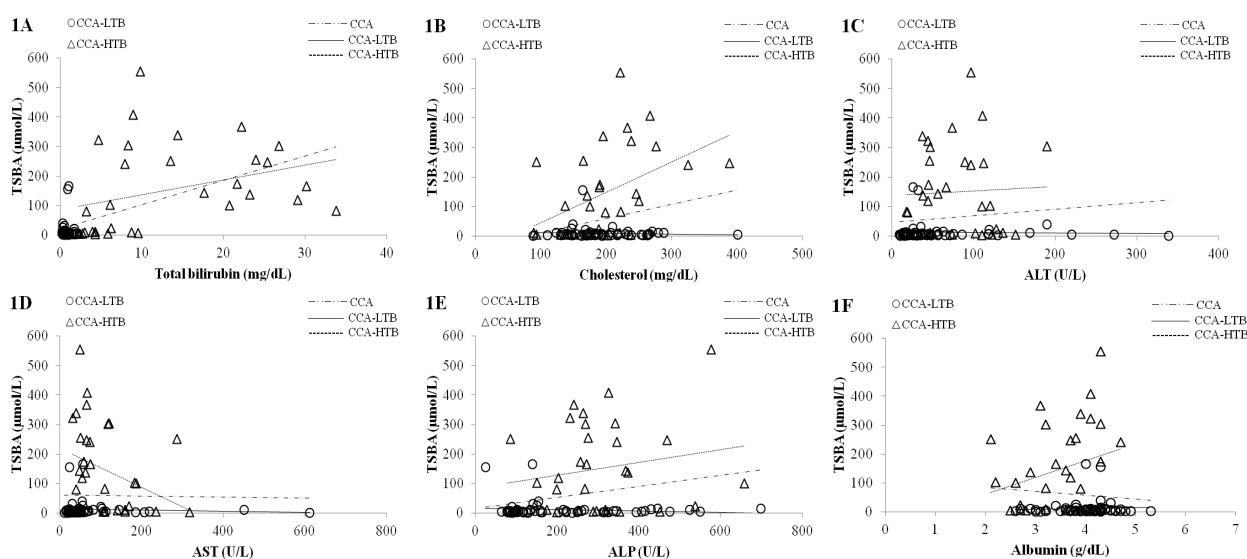 1A
○CCA-LTB
△CCA-HTB
CCA
CCA-LTB
CCA-HTB
TSBA (μmol/L)
600
500
400
300
200
100
0
0 10 20 30 40
Total bilirubin (mg/dL)
1B
○CCA-LTB
△CCA-HTB
CCA
CCA-LTB
CCA-HTB
TSBA (μmol/L)
600
500
400
300
200
100
0
0 100 200 300 400 500
Cholesterol (mg/dL)
1C
○CCA-LTB
△CCA-HTB
CCA
CCA-LTB
CCA-HTB
TSBA (μmol/L)
600
500
400
300
200
100
0
0 100 200 300 400
ALT (U/L)
1D
○CCA-LTB
△CCA-HTB
CCA
CCA-LTB
CCA-HTB
TSBA (μmol/L)
600
500
400
300
200
100
0
0 200 400 600 800
AST (U/L)
1E
○CCA-LTB
△CCA-HTB
CCA
CCA-LTB
CCA-HTB
TSBA (μmol/L)
600
500
400
300
200
100
0
0 200 400 600 800
ALP (U/L)
1F
○CCA-LTB
△CCA-HTB
CCA
CCA-LTB
CCA-HTB
TSBA (μmol/L)
600
500
400
300
200
100
0
0 1 2 3 4 5 6 7
Albumin (g/dL)